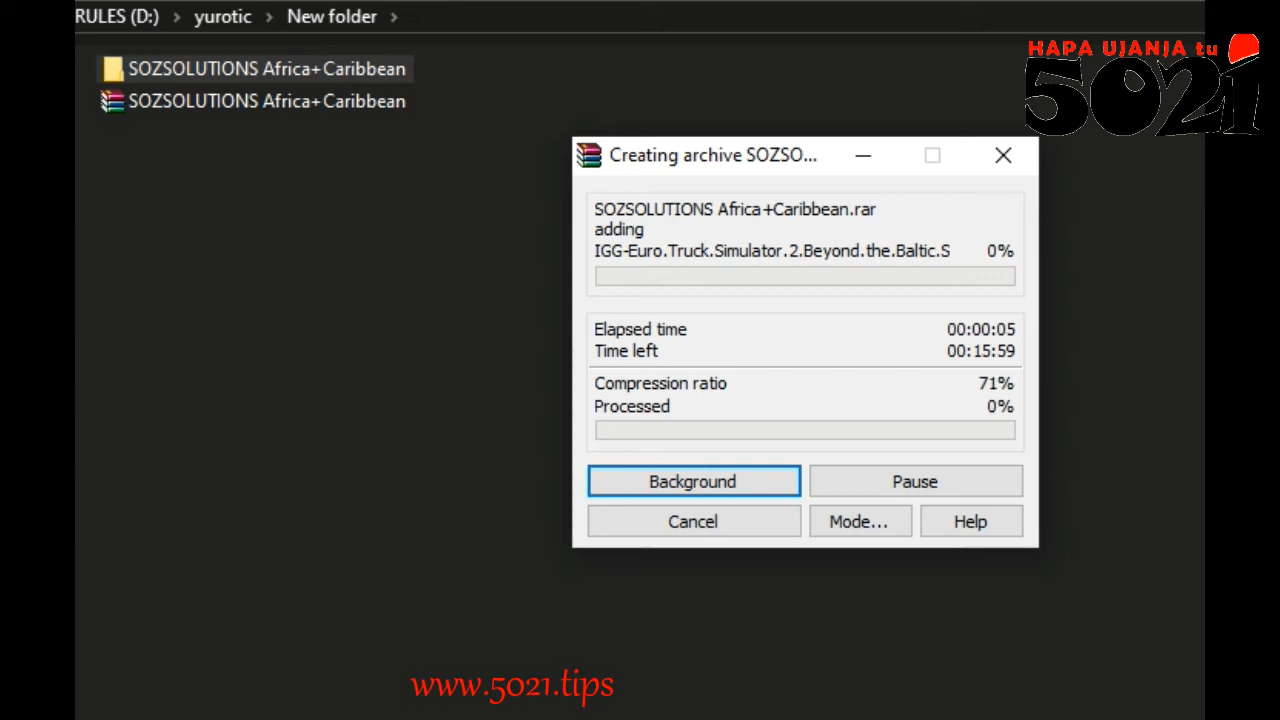 RULES (D:) > yurotic > New folder >
SOZSOLUTIONS Africa+Caribbean
SOZSOLUTIONS Africa+Caribbean
HAPA UJANJA tu
5021
Creating archive SOZSO...
SOZSOLUTIONS Africa+Caribbean.rar
adding
IGG-Euro.Truck.Simulator.2.Beyond.the.Baltic.S 0%
Elapsed time 00:00:05
Time left 00:15:59
Compression ratio 71%
Processed 0%
Background Pause
Cancel Mode... Help
www.5021.tips